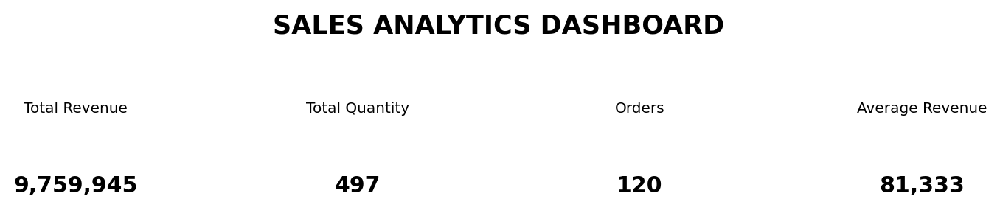 SALES ANALYTICS DASHBOARD
Total Revenue Total Quantity Orders Average Revenue
9,759,945 497 120 81,333